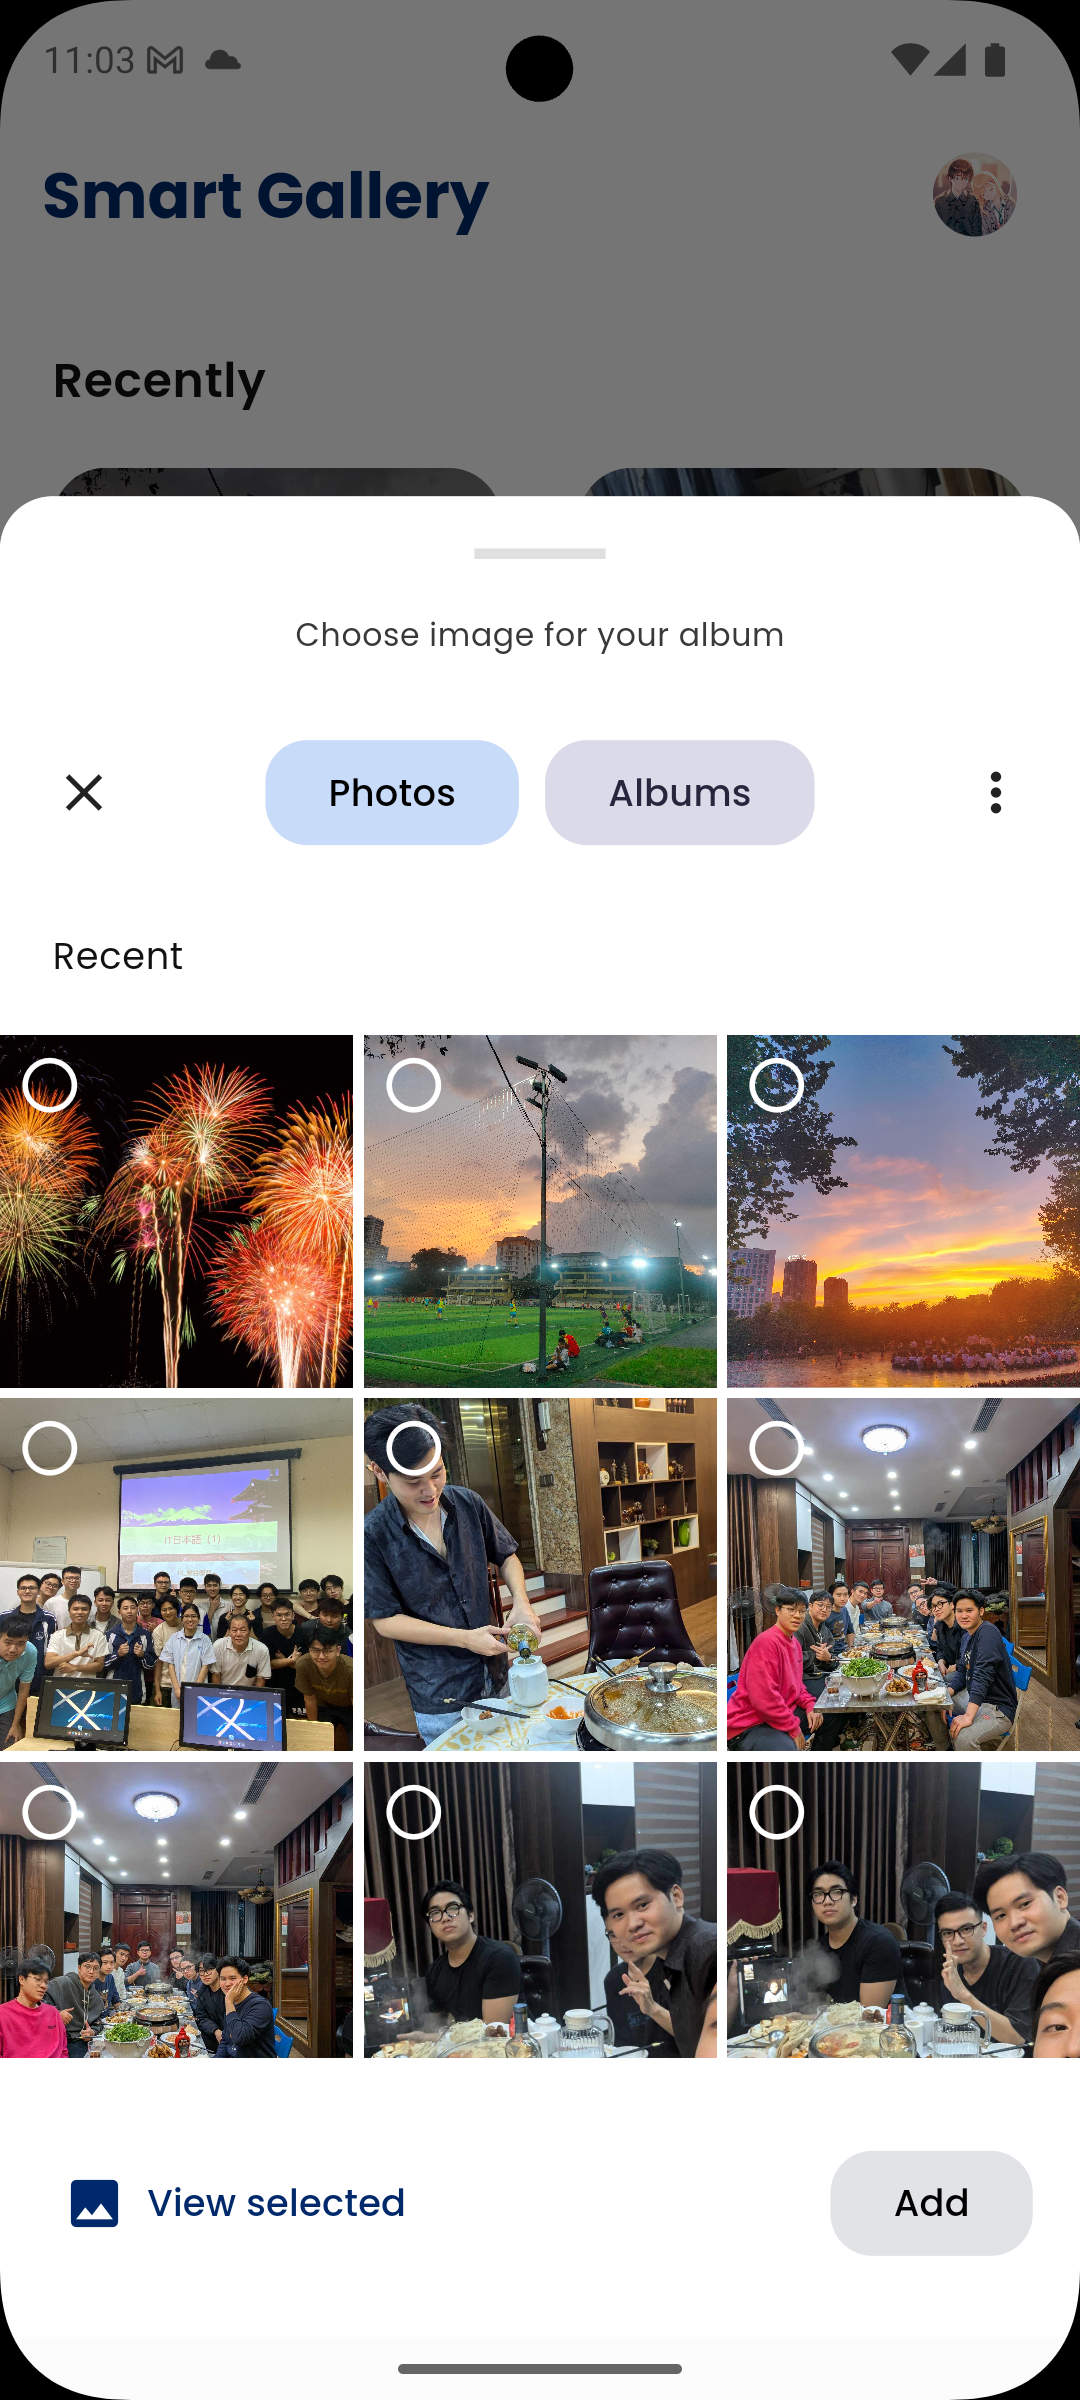 11:03
Smart Gallery
Recently
Choose image for your album
Photos
Albums
Recent
IT日本語 (1)
View selected
Add